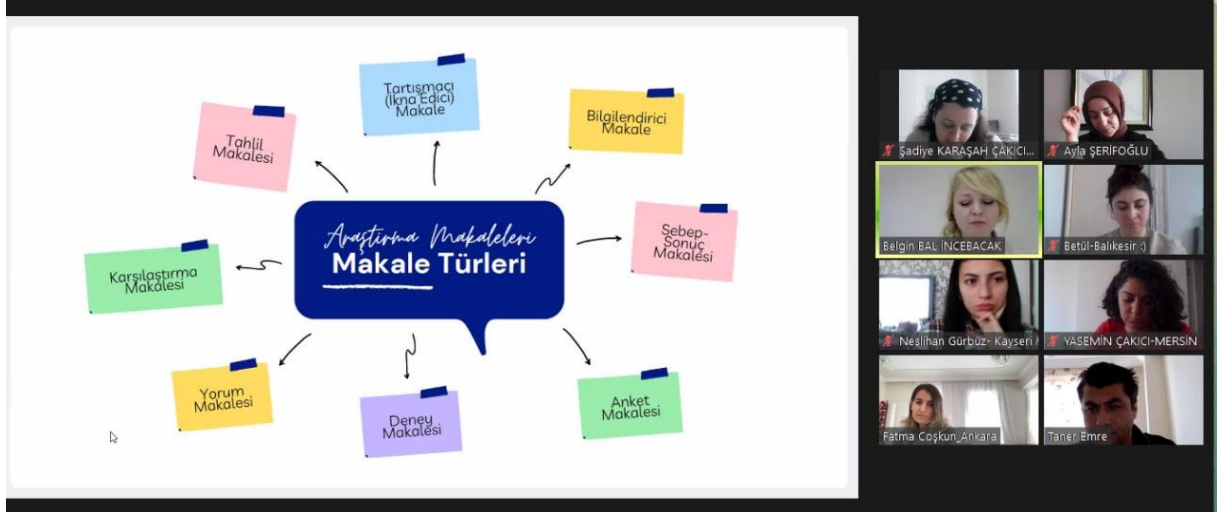 Tartışmacı
(İkna Edici)
Makale
Bilgilendirici
Makale
Tahlil
Makalesi
Sebep-
Sonuç
Makalesi
Araştırma Makaleleri
Makale Türleri
Karşılaştırma
Makalesi
Yorum
Makalesi
Deney
Makalesi
Anket
Makalesi
Şadiye KARAŞAH ÇAKICI...
Ayla ŞERİFOĞLU
Belgin BAL İNCEBACAK
Betül-Balıkesir :)
Neslihan Gürbüz- Kayseri
YASEMİN ÇAKICI-MERSİN
Fatma Coşkun_Ankara
Taner Emre